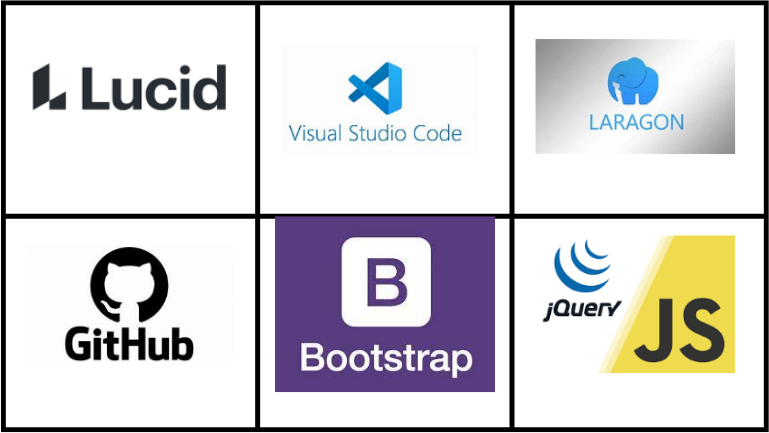 Lucid
Visual Studio Code
LARAGON
GitHub
B
Bootstrap
jQuery
JS